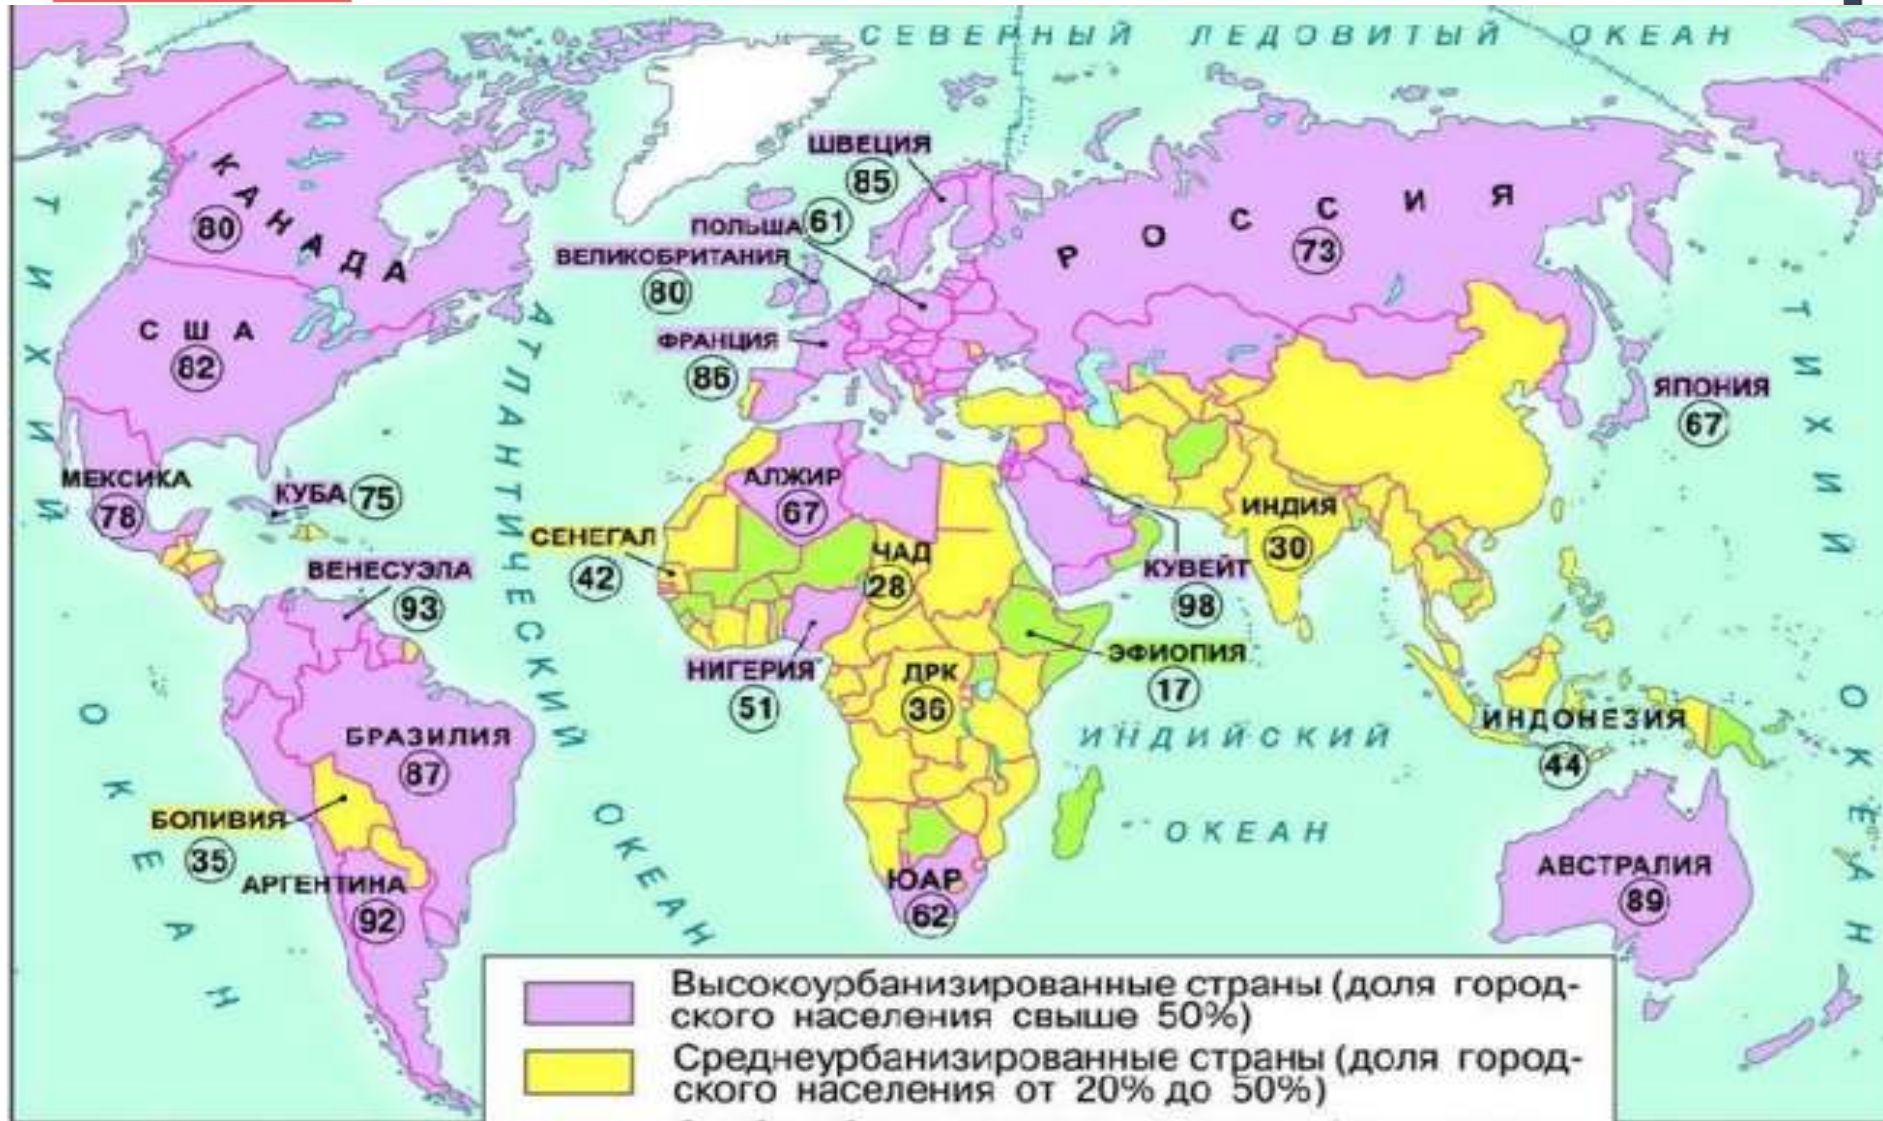 СЕВЕРНЫЙ ЛЕДОВИТЫЙ ОКЕАН
ШВЕЦИЯ
85
КАНАДА
80
ПОЛЬША 61
РОССИЯ
73
ВЕЛИКОБРИТАНИЯ
80
США
82
ФРАНЦИЯ
86
ЯПОНИЯ
67
ТИХИЙ
ОКЕАН
АТЛАНТИЧЕСКИЙ
ОКЕАН
ТИХИЙ
ОКЕАН
МЕКСИКА
78
КУБА 75
АЛЖИР
67
ИНДИЯ
30
СЕНЕГАЛ
42
ЧАД
28
КУВЕЙТ
98
ВЕНЕСУЭЛА
93
НИГЕРИЯ
51
ДРК
36
ЭФИОПИЯ
17
ИНДОНЕЗИЯ
44
БРАЗИЛИЯ
87
ИНДИЙСКИЙ
ОКЕАН
БОЛИВИЯ
35
АРГЕНТИНА
92
ЮАР
62
АВСТРАЛИЯ
89
Высокоурбанизированные страны (доля город-
ского населения свыше 50%)
Среднеурбанизированные страны (доля город-
ского населения от 20% до 50%)